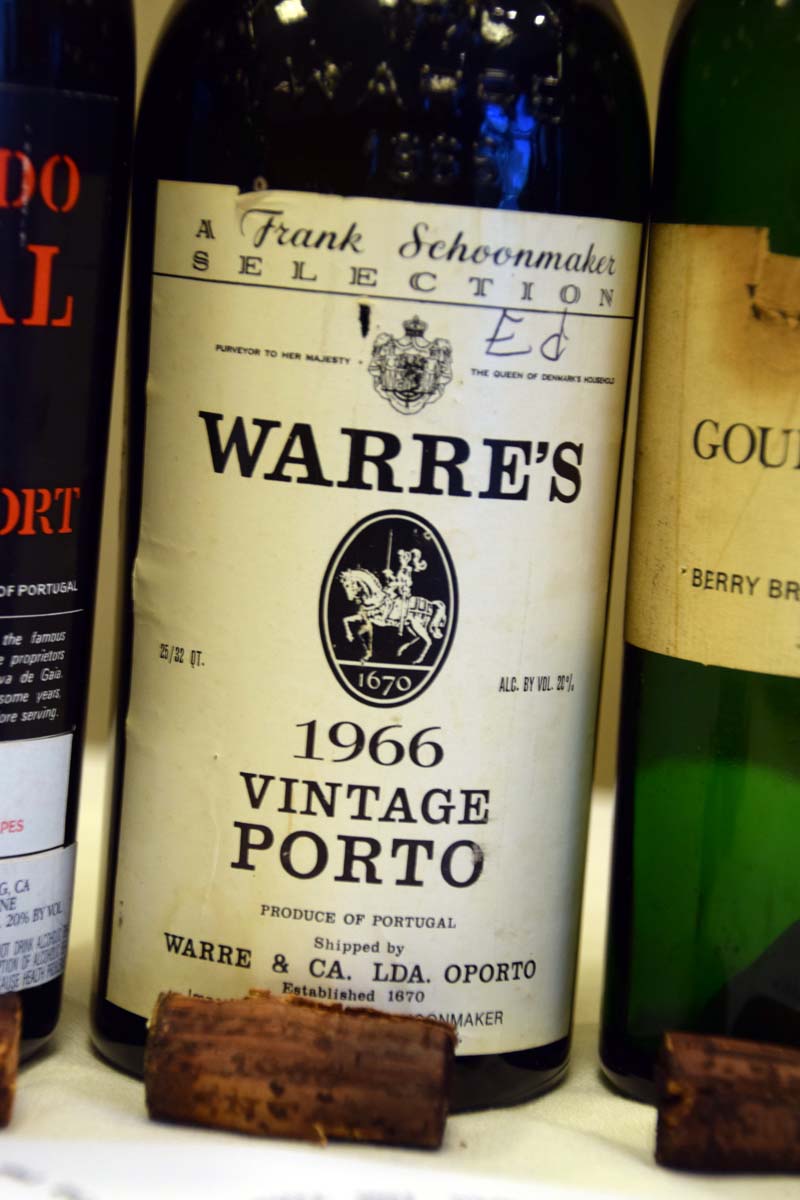 WARRE
A Frank Schoonmaker
SELECTION
Ed
PURVEYOR TO HER MAJESTY
THE QUEEN OF DENMARK'S HOUSEHOLD
WARRE'S
1670
25/32 QT.
ALC. BY VOL. 20%
1966
VINTAGE
PORTO
PRODUCE OF PORTUGAL
Shipped by
WARRE & CA. LDA. OPORTO
Established 1670
DO
AL
ORT
OF PORTUGAL
the famous
proprietors
va de Gaia.
some years,
ore serving.
PES
G, CA
NE
20% BY VOL
GOU
BERRY BR